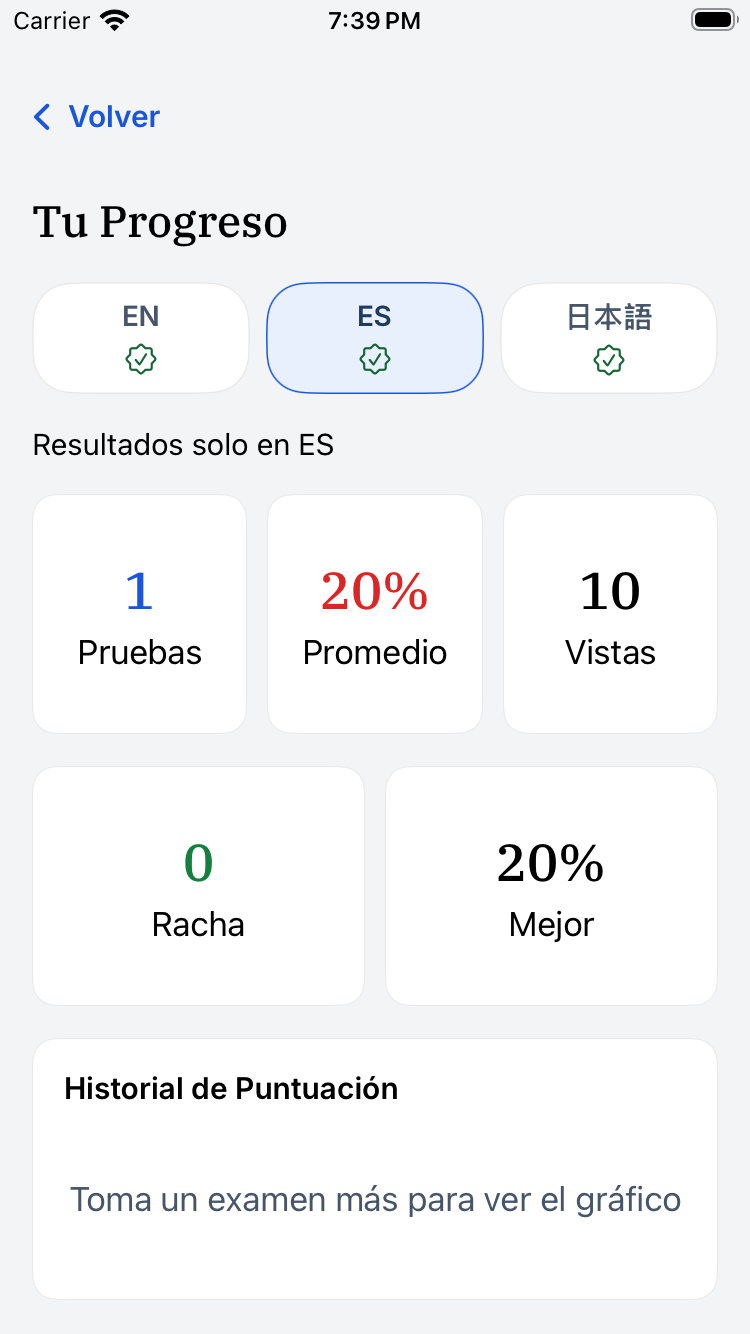 Carrier 7:39 PM
Volver
Tu Progreso
EN ES 日本語
Resultados solo en ES
1 20% 10
Pruebas Promedio Vistas
0 20%
Racha Mejor
Historial de Puntuación
Toma un examen más para ver el gráfico